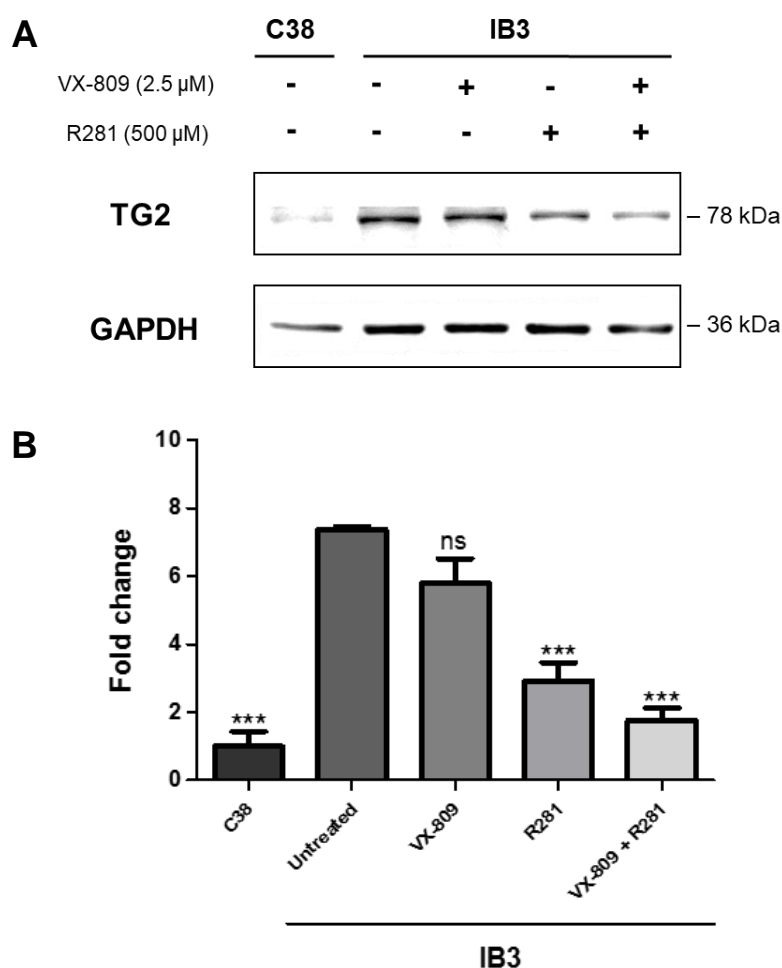 A
C38 IB3
VX-809 (2.5 µM) - - + - +
R281 (500 µM) - - - + +
TG2 – 78 kDa
GAPDH – 36 kDa
B
10
8
6
4
2
0
Fold change
*** ns *** ***
C38 Untreated VX-809 R281 VX-809 + R281
IB3